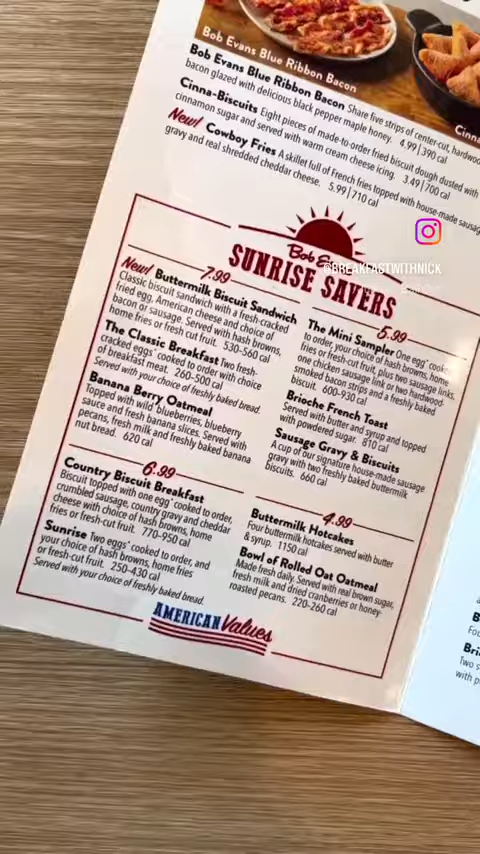 Bob Evans Blue Ribbon Bacon
Cinna
Bob Evans Blue Ribbon Bacon Share five strips of center-cut, hardwoo
bacon glazed with delicious black pepper maple honey. 4.99 | 390 cal
Cinna-Biscuits Eight pieces of made-to-order fried biscuit dough dusted with
cinnamon sugar and served with warm cream cheese icing. 3.49 | 700 cal
New! Cowboy Fries A skillet full of French fries topped with house-made sausag
gravy and real shredded cheddar cheese. 5.99 | 710 cal
@BREAKFASTWITHNICK
Bob E
SUNRISE SAVERS
7.99
New! Buttermilk Biscuit Sandwich
Classic biscuit sandwich with a fresh-cracked
fried egg, American cheese and choice of
bacon or sausage. Served with hash browns,
home fries or fresh cut fruit. 530-560 cal
The Classic Breakfast Two fresh-
cracked eggs* cooked to order with choice
of breakfast meat. 260-500 cal
Served with your choice of freshly baked bread.
Banana Berry Oatmeal
Topped with wild blueberries, blueberry
sauce and fresh banana slices. Served with
pecans, fresh milk and freshly baked banana
nut bread. 620 cal
6.99
Country Biscuit Breakfast
Biscuit topped with one egg* cooked to order,
crumbled sausage, country gravy and cheddar
cheese with choice of hash browns, home
fries or fresh-cut fruit. 770-950 cal
Sunrise Two eggs* cooked to order, and
your choice of hash browns, home fries
or fresh-cut fruit. 250-430 cal
Served with your choice of freshly baked bread.
5.99
The Mini Sampler One egg* cooke
to order, your choice of hash browns, home
fries or fresh-cut fruit, plus two sausage links,
one chicken sausage link or two hardwood-
smoked bacon strips and a freshly baked
biscuit. 600-930 cal
Brioche French Toast
Served with butter and syrup and topped
with powdered sugar. 810 cal
Sausage Gravy & Biscuits
A cup of our signature house-made sausage
gravy with two freshly baked buttermilk
biscuits. 660 cal
4.99
Buttermilk Hotcakes
Four buttermilk hotcakes served with butter
& syrup. 1150 cal
Bowl of Rolled Oat Oatmeal
Made fresh daily. Served with real brown sugar,
fresh milk and dried cranberries or honey-
roasted pecans. 220-260 cal
AMERICAN Values
B
Fou
Bri
Two s
with p